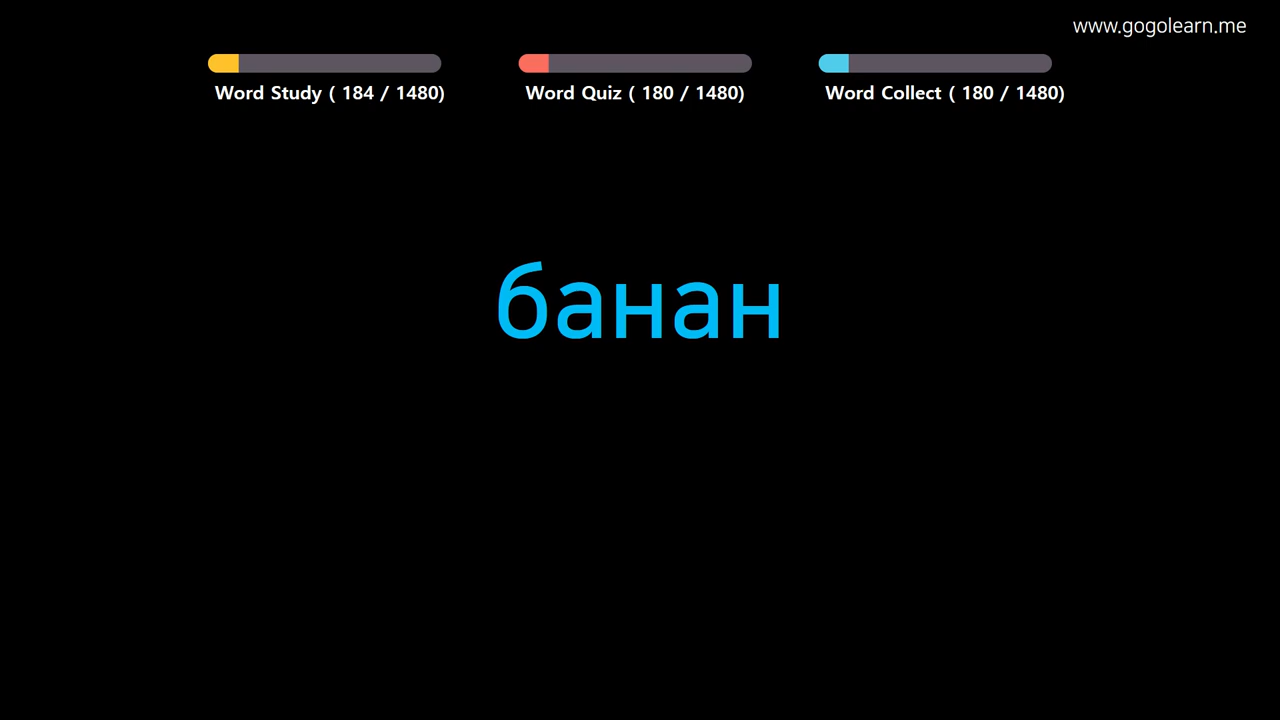 www.gogolearn.me
Word Study ( 184 / 1480)
Word Quiz ( 180 / 1480)
Word Collect ( 180 / 1480)
банан